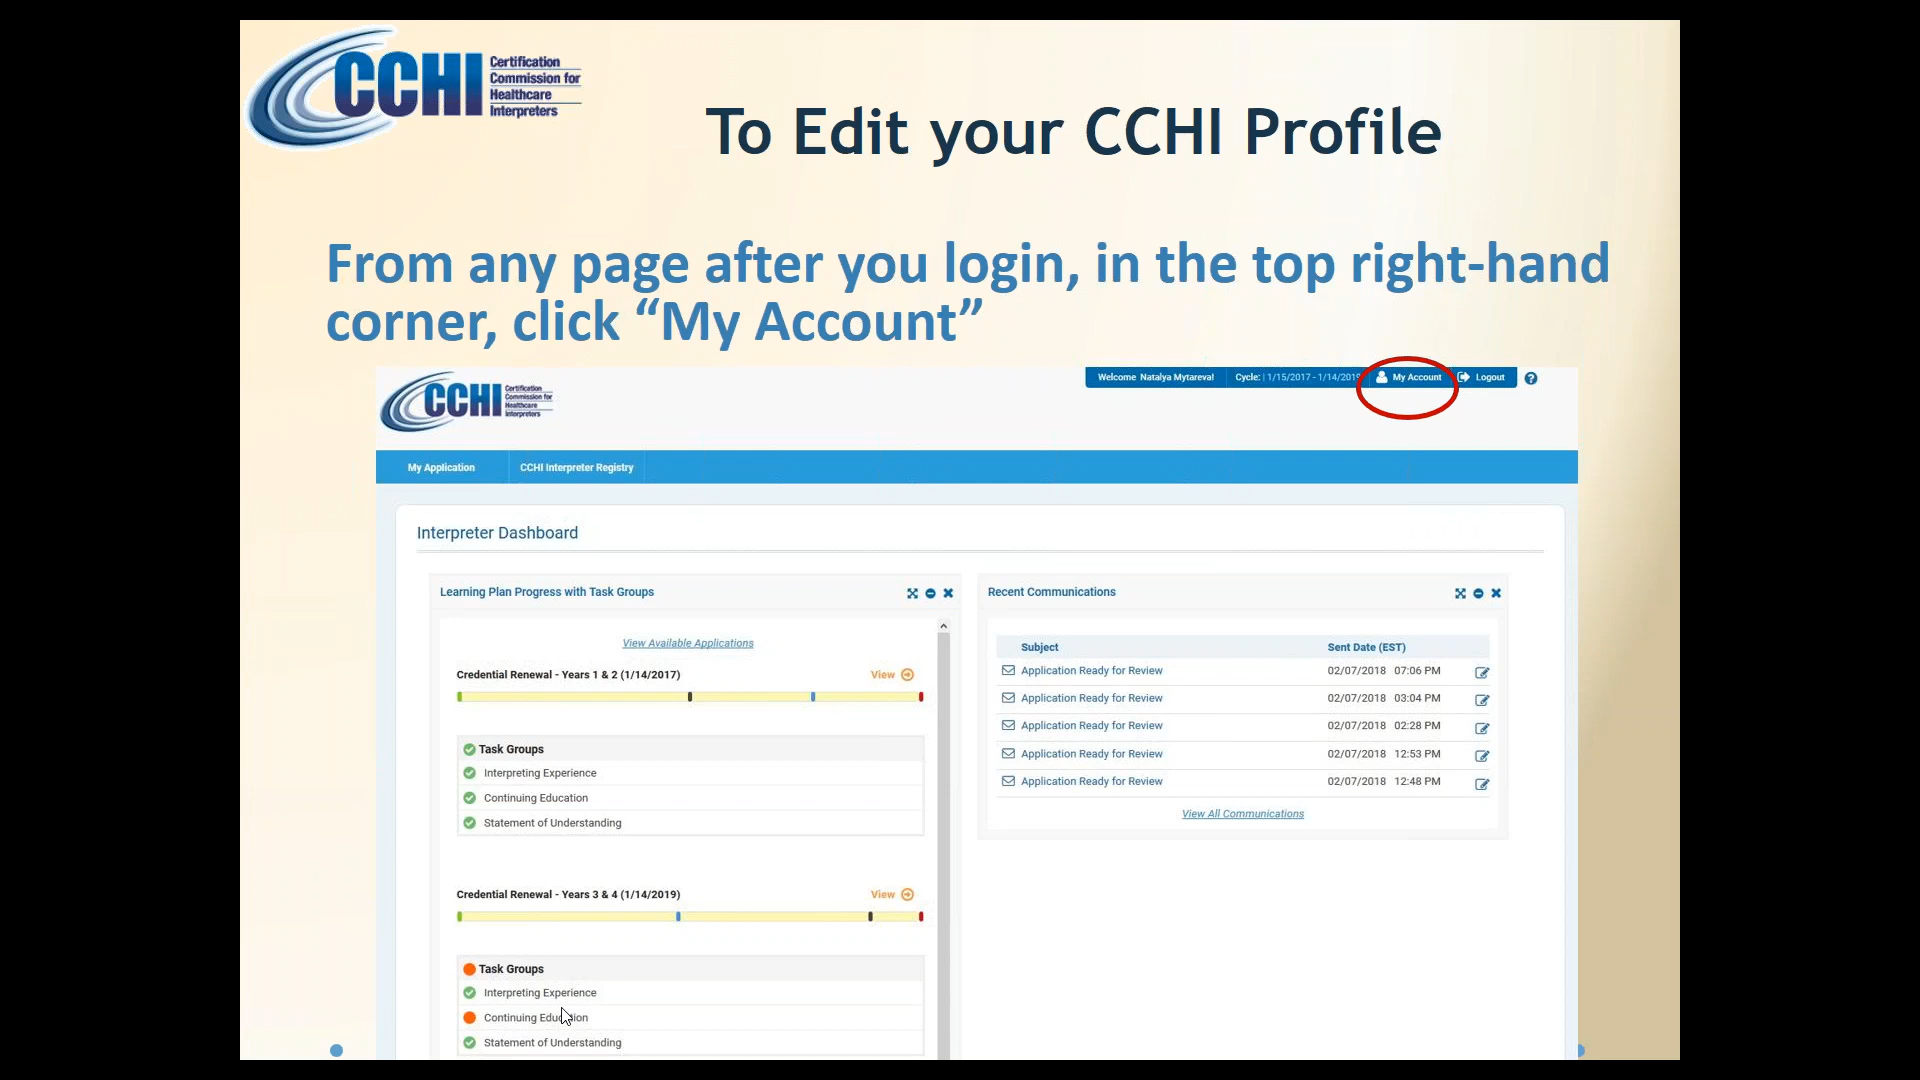 CCHI
Certification
Commission for
Healthcare
Interpreters
To Edit your CCHI Profile
From any page after you login, in the top right-hand
corner, click “My Account”
CCHI
Certification
Commission for
Healthcare
Interpreters
Welcome Natalya Mytareva! Cycle: | 1/15/2017 - 1/14/2019 My Account Logout
My Application CCHI Interpreter Registry
Interpreter Dashboard
Learning Plan Progress with Task Groups
View Available Applications
Credential Renewal - Years 1 & 2 (1/14/2017) View
Task Groups
Interpreting Experience
Continuing Education
Statement of Understanding
Credential Renewal - Years 3 & 4 (1/14/2019) View
Task Groups
Interpreting Experience
Continuing Education
Statement of Understanding
Recent Communications
Subject Sent Date (EST)
Application Ready for Review 02/07/2018 07:06 PM
Application Ready for Review 02/07/2018 03:04 PM
Application Ready for Review 02/07/2018 02:28 PM
Application Ready for Review 02/07/2018 12:53 PM
Application Ready for Review 02/07/2018 12:48 PM
View All Communications